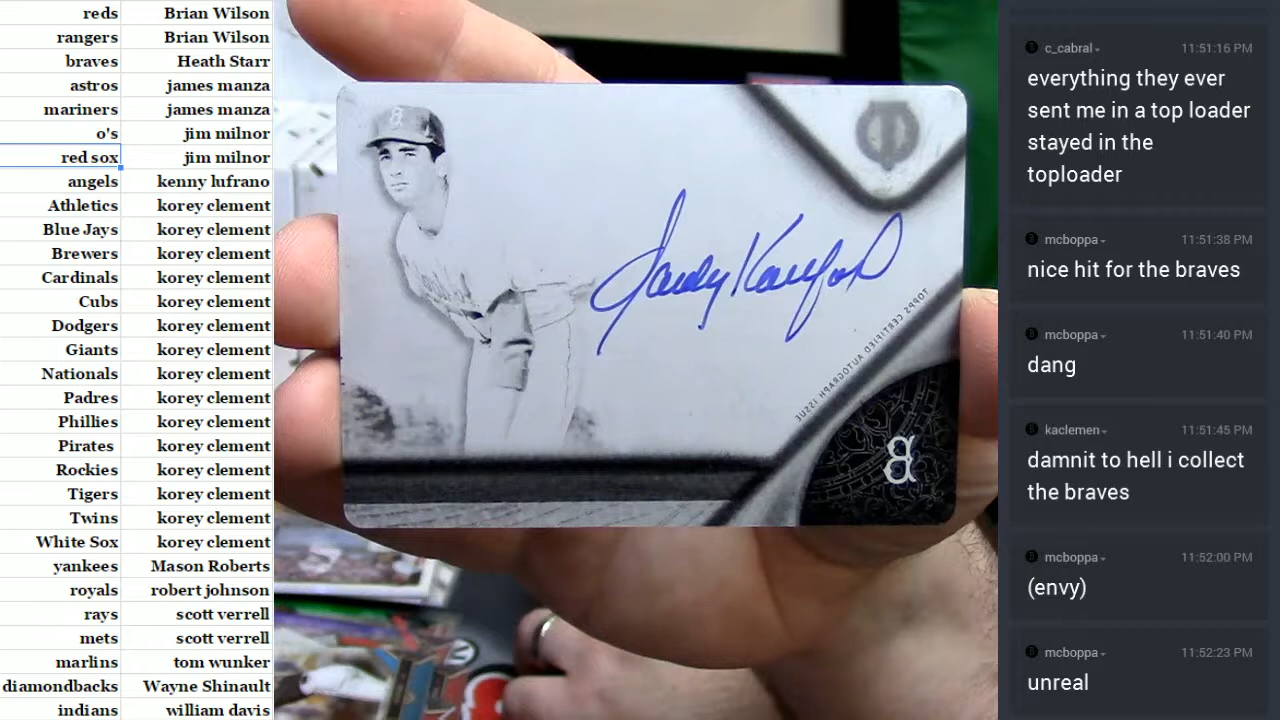 reds Brian Wilson
rangers Brian Wilson
braves Heath Starr
astros james manza
mariners james manza
o's jim milnor
red sox jim milnor
angels kenny lufrano
Athletics korey clement
Blue Jays korey clement
Brewers korey clement
Cardinals korey clement
Cubs korey clement
Dodgers korey clement
Giants korey clement
Nationals korey clement
Padres korey clement
Phillies korey clement
Pirates korey clement
Rockies korey clement
Tigers korey clement
Twins korey clement
White Sox korey clement
yankees Mason Roberts
royals robert johnson
rays scott verrell
mets scott verrell
marlins tom wunker
diamondbacks Wayne Shinault
indians william davis
B
Sandy Koufax
TOPPS CERTIFIED AUTOGRAPH ISSUE
B
c_cabral 11:51:16 PM
everything they ever
sent me in a top loader
stayed in the
toploader
mcboppa 11:51:38 PM
nice hit for the braves
mcboppa 11:51:40 PM
dang
kaclemen 11:51:45 PM
damnit to hell i collect
the braves
mcboppa 11:52:00 PM
(envy)
mcboppa 11:52:23 PM
unreal